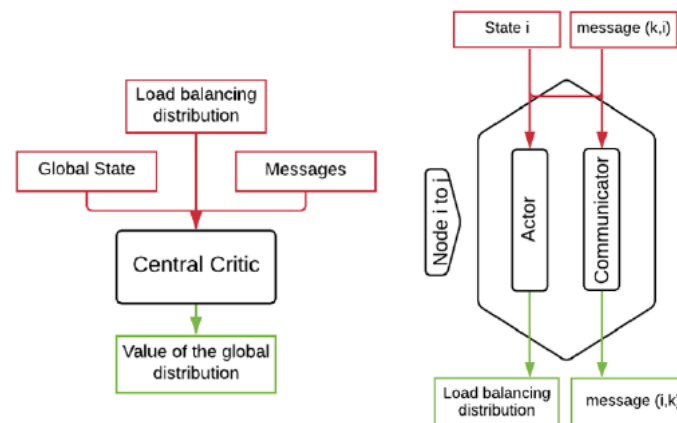 Load balancing
distribution
Global State
Messages
Central Critic
Value of the global
distribution
State i
message (k,i)
Node i to j
Actor
Communicator
Load balancing
distribution
message (i,k)